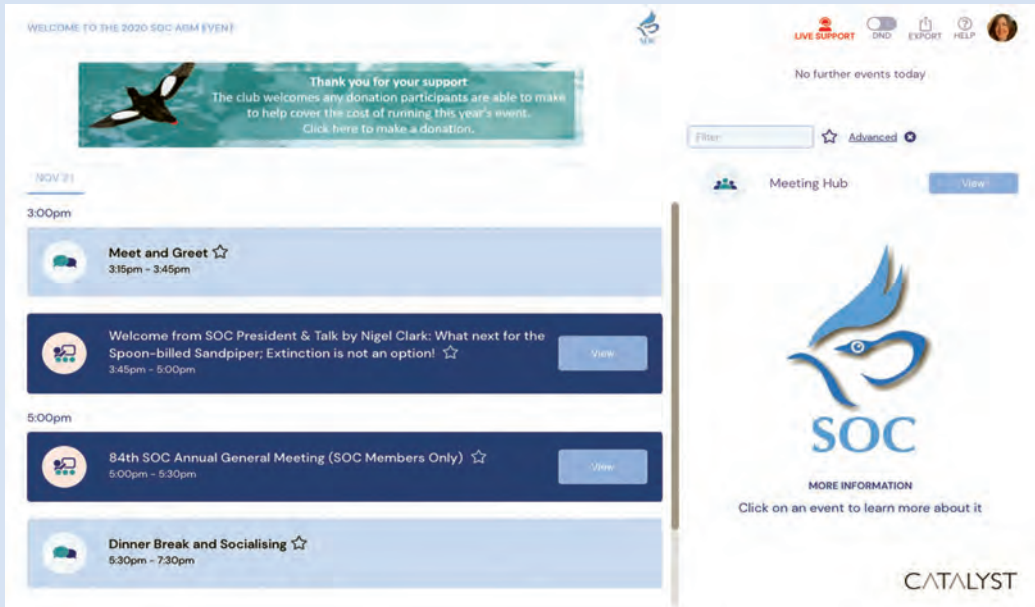 WELCOME TO THE 2020 SOC AGM EVENT
SOC
LIVE SUPPORT
DND
EXPORT
HELP
Thank you for your support
The club welcomes any donation participants are able to make
to help cover the cost of running this year's event.
Click here to make a donation.
No further events today
Filter
Advanced
NOV 21
Meeting Hub
View
3:00pm
Meet and Greet
3:15pm - 3:45pm
Welcome from SOC President & Talk by Nigel Clark: What next for the
Spoon-billed Sandpiper; Extinction is not an option!
3:45pm - 5:00pm
View
5:00pm
84th SOC Annual General Meeting (SOC Members Only)
5:00pm - 5:30pm
View
Dinner Break and Socialising
5:30pm - 7:30pm
SOC
MORE INFORMATION
Click on an event to learn more about it
CATALYST